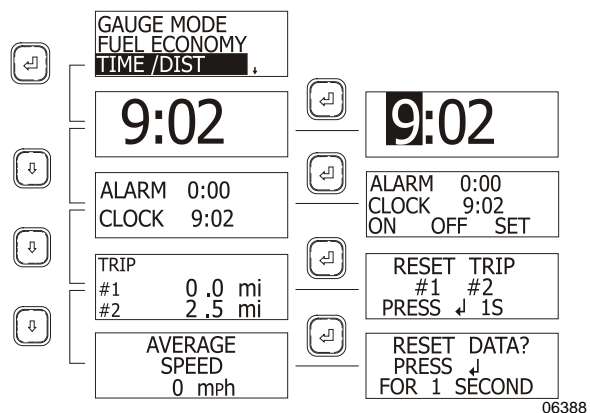 GAUGE MODE
FUEL ECONOMY
TIME /DIST
9:02
9:02
ALARM 0:00
CLOCK 9:02
ALARM 0:00
CLOCK 9:02
ON OFF SET
TRIP
#1 0.0 mi
#2 2.5 mi
RESET TRIP
#1 #2
PRESS ↲ 1S
AVERAGE
SPEED
0 mPh
RESET DATA?
PRESS ↲
FOR 1 SECOND
06388